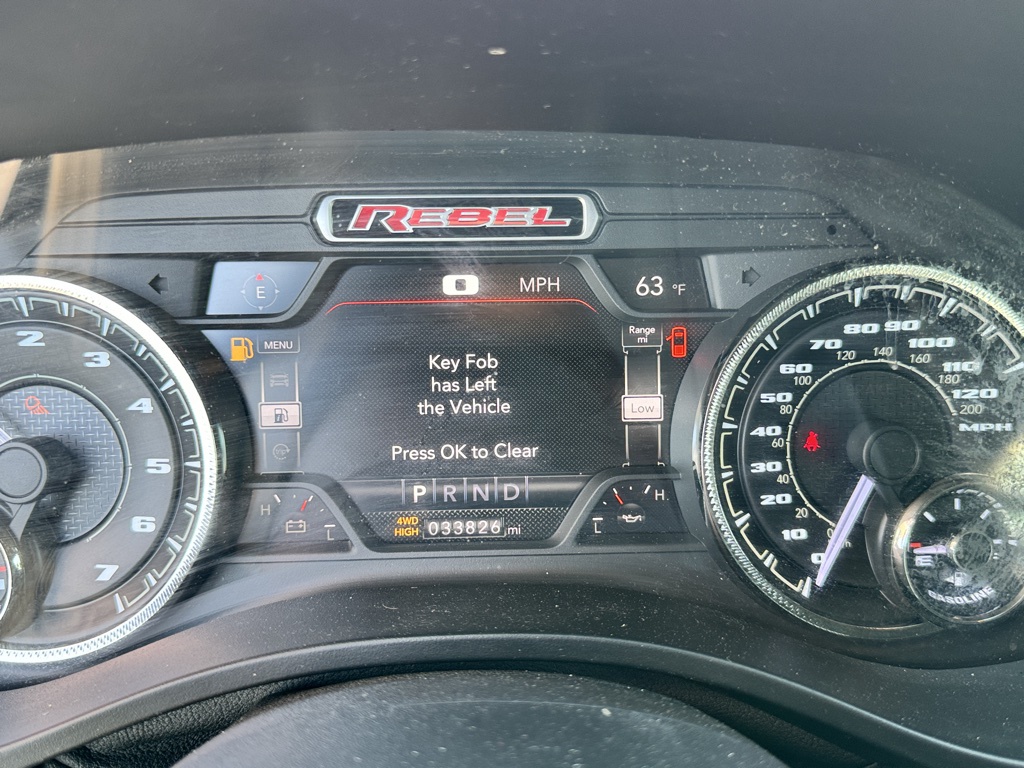 REBEL
E
0 MPH
63 °F
MENU
Range
mi
Low
Key Fob
has Left
the Vehicle
Press OK to Clear
P R N D
4WD
HIGH
033826 mi
H
L
L
H
2
3
4
5
6
7
0
10
20
30
40
50
60
70
80
90
100
110
120
MPH
20
40
60
80
100
120
140
160
180
200
E
GASOLINE